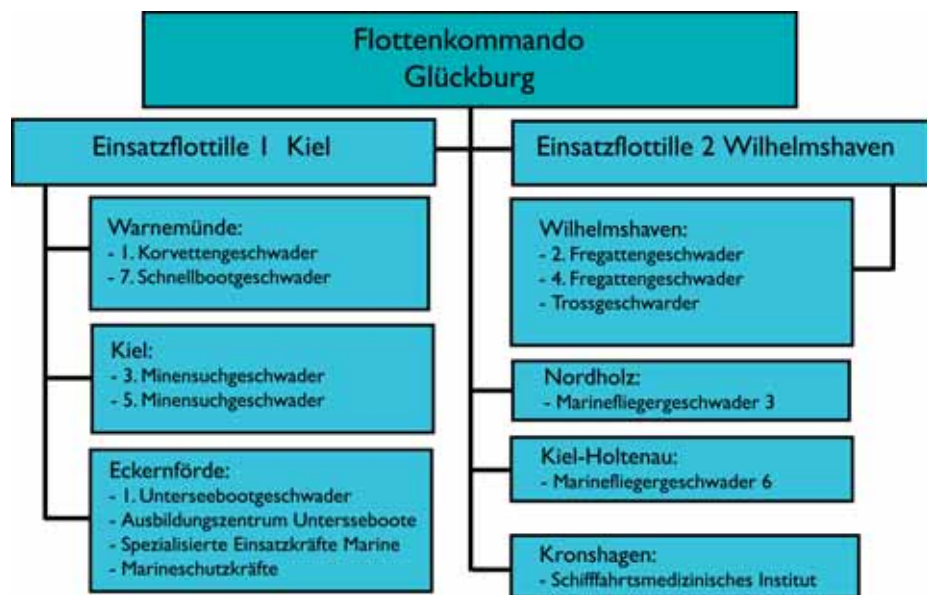 Flottenkommando
Glückburg
Einsatzflottille 1 Kiel
Einsatzflottille 2 Wilhelmshaven
Warnemünde:
- 1. Korvettengeschwader
- 7. Schnellbootgeschwader
Kiel:
- 3. Minensuchgeschwader
- 5. Minensuchgeschwader
Eckernförde:
- 1. Unterseebootgeschwader
- Ausbildungszentrum Untersseboote
- Spezialisierte Einsatzkräfte Marine
- Marineschutzkräfte
Wilhelmshaven:
- 2. Fregattengeschwader
- 4. Fregattengeschwader
- Trossgeschwarder
Nordholz:
- Marinefliegergeschwader 3
Kiel-Holtenau:
- Marinefliegergeschwader 6
Kronshagen:
- Schifffahrtsmedizinisches Institut